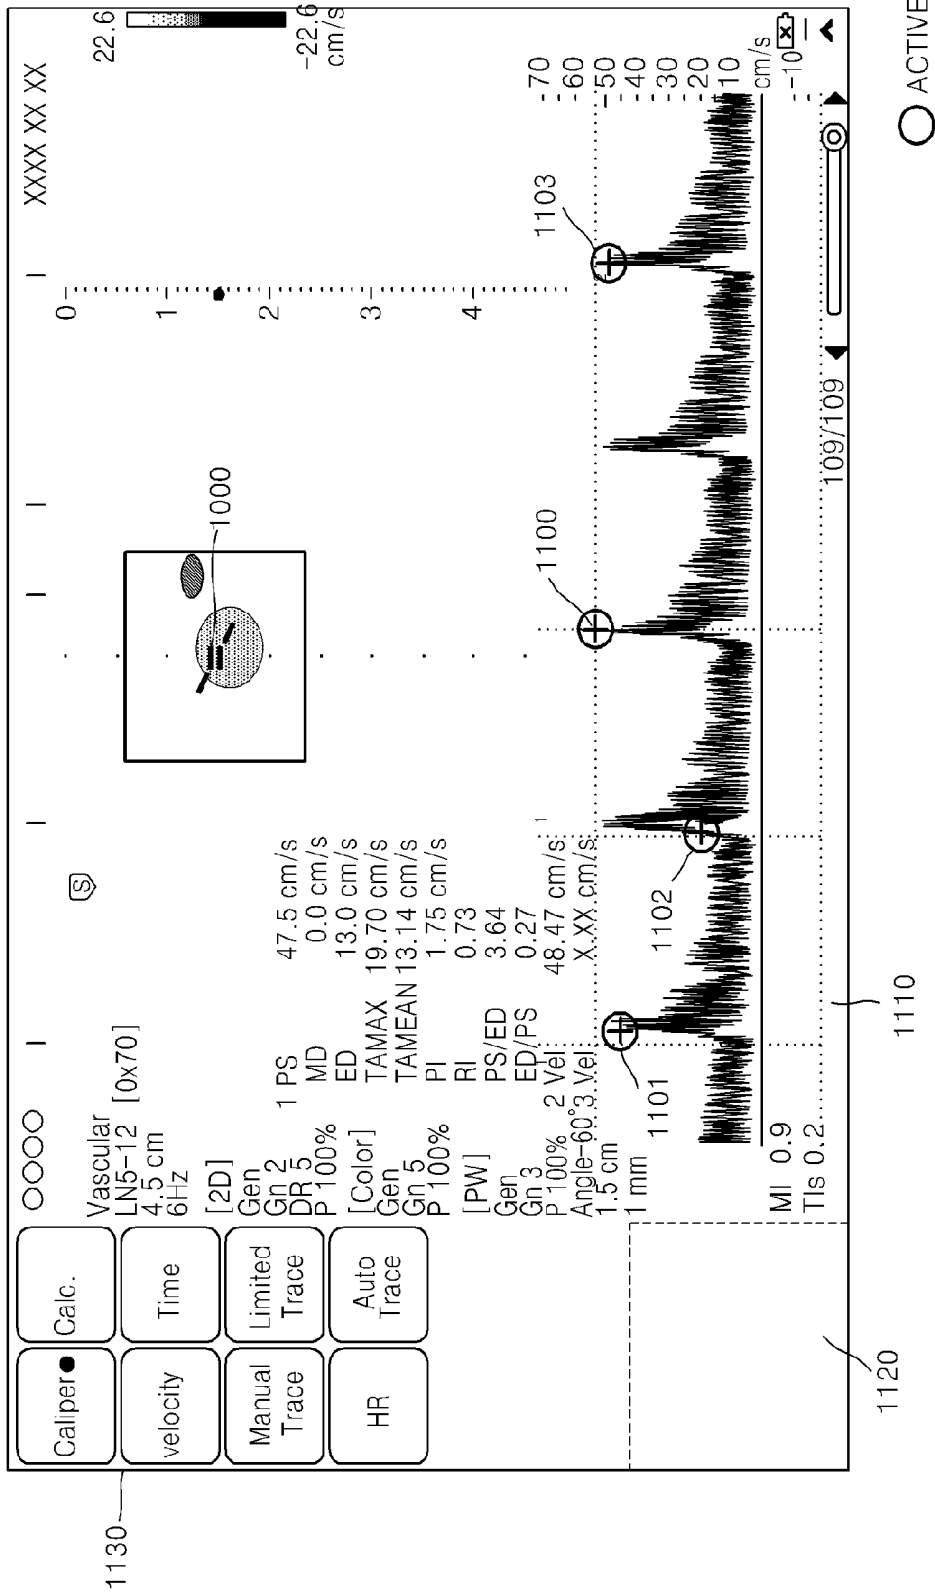 1130
Caliper
Calc.
velocity
Time
Manual
Trace
Limited
Trace
HR
Auto
Trace
1120
Vascular
LN5-12 [0x70]
4.5 cm
6Hz
[2D]
Gen
Gn 2
DR 5
P 100%
[Color]
Gen
Gn 5
P 100%
[PW]
Gen
Gn 3
P 100%
Angle-60°
1.5 cm
1 mm
MI 0.9
TIs 0.2
1 PS 47.5 cm/s
MD 0.0 cm/s
ED 13.0 cm/s
TAMAX 19.70 cm/s
TAMEAN 13.14 cm/s
PI 1.75 cm/s
RI 0.73
PS/ED 3.64
ED/PS 0.27
2 Vel 48.47 cm/s
3 Vel X.XX cm/s
S
1
1000
XXXX XX XX
22.6
-22.6
cm/s
0
1
2
3
4
1101
1102
1100
1103
1110
-70
-60
-50
-40
-30
-20
-10
cm/s
-10
109/109
ACTIVE